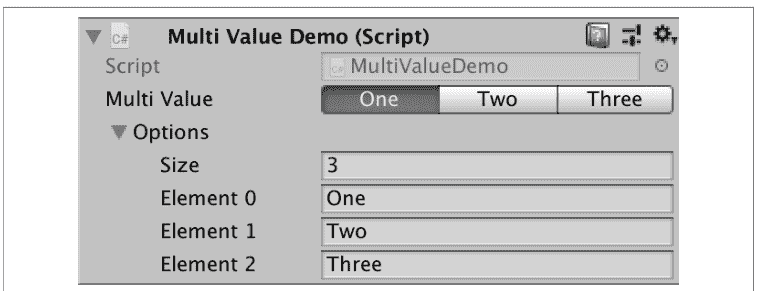 C# Multi Value Demo (Script)
Script C# MultiValueDemo
Multi Value One Two Three
Options
Size 3
Element 0 One
Element 1 Two
Element 2 Three